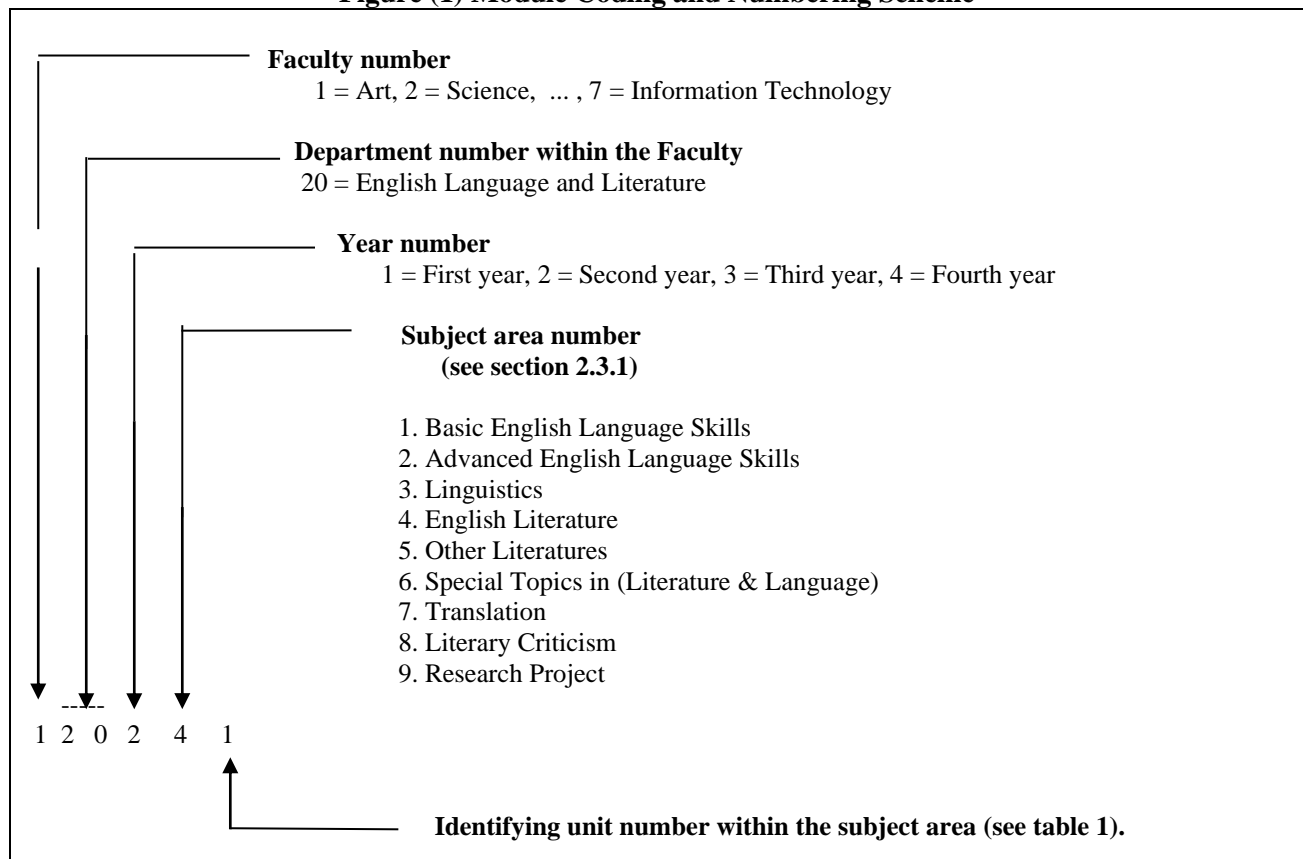 Figure (1) Module Coding and Numbering Scheme
Faculty number
1 = Art, 2 = Science, ... , 7 = Information Technology
Department number within the Faculty
20 = English Language and Literature
Year number
1 = First year, 2 = Second year, 3 = Third year, 4 = Fourth year
Subject area number
(see section 2.3.1)
1. Basic English Language Skills
2. Advanced English Language Skills
3. Linguistics
4. English Literature
5. Other Literatures
6. Special Topics in (Literature & Language)
7. Translation
8. Literary Criticism
9. Research Project
-----
1 2 0 2 4 1
Identifying unit number within the subject area (see table 1).